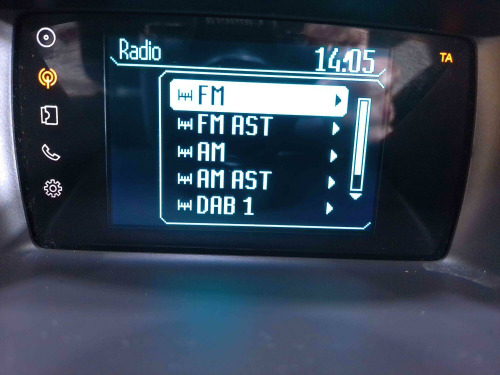 Radio 14:05 TA
FM
FM AST
AM
AM AST
DAB 1